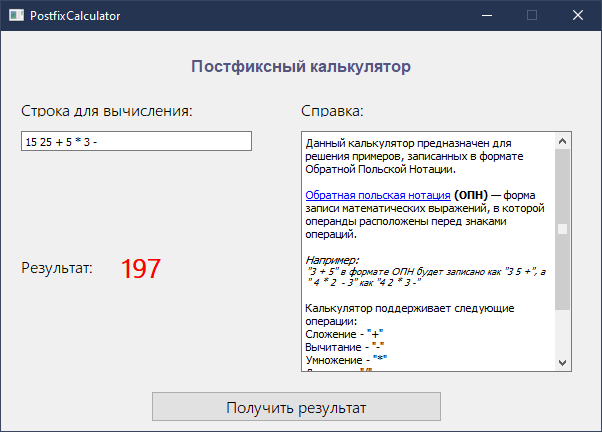 PostfixCalculator
Постфиксный калькулятор
Строка для вычисления:
15 25 + 5 * 3 -
Результат: 197
Справка:
Данный калькулятор предназначен для
решения примеров, записанных в формате
Обратной Польской Нотации.
Обратная польская нотация (ОПН) — форма
записи математических выражений, в которой
операнды расположены перед знаками
операций.
Например:
"3 + 5" в формате ОПН будет записано как "3 5 +", а
" 4 * 2  - 3" как "4 2 * 3 -"
Калькулятор поддерживает следующие
операции:
Сложение - "+"
Вычитание - "-"
Умножение - "*"
Получить результат